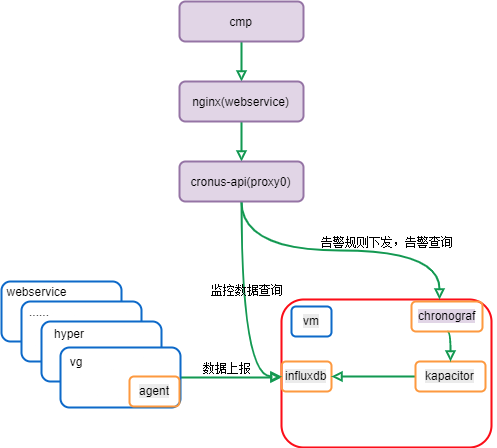 cmp
nginx(webservice)
cronus-api(proxy0)
告警规则下发，告警查询
监控数据查询
webservice
......
hyper
vg
agent
数据上报
vm
chronograf
influxdb
kapacitor